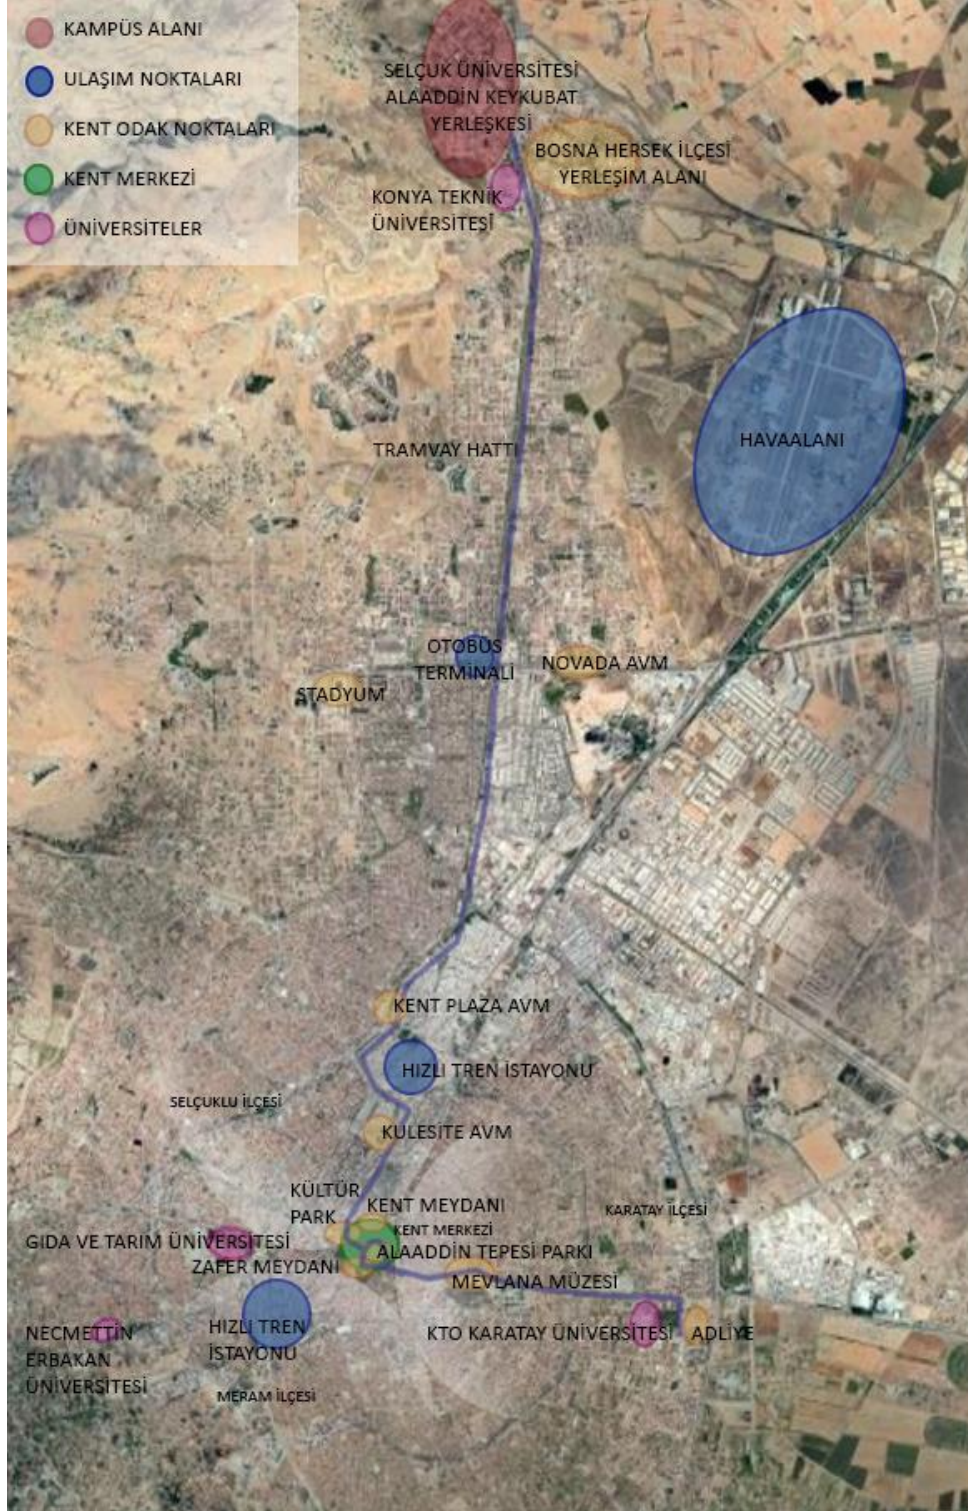 KAMPÜS ALANI
ULAŞIM NOKTALARI
KENT ODAK NOKTALARI
KENT MERKEZİ
ÜNİVERSİTELER
SELÇUK ÜNİVERSİTESİ
ALAADDİN KEYKUBAT
YERLEŞKESİ
BOSNA HERSEK İLÇESİ
YERLEŞİM ALANI
KONYA TEKNİK
ÜNİVERSİTESİ
HAVAALANI
TRAMVAY HATTI
OTOBÜS
TERMİNALİ
NOVADA AVM
STADYUM
KENT PLAZA AVM
HIZLI TREN İSTAYONU
SELÇUKLU İLÇESİ
KULESİTE AVM
KÜLTÜR
PARK
KENT MEYDANI
KARATAY İLÇESİ
KENT MERKEZİ
GIDA VE TARIM ÜNİVERSİTESİ
ALAADDİN TEPESİ PARKI
ZAFER MEYDANI
MEVLANA MÜZESİ
NECMETTİN
ERBAKAN
ÜNİVERSİTESİ
HIZLI TREN
İSTAYONU
KTO KARATAY ÜNİVERSİTESİ
ADLİYE
MERAM İLÇESİ